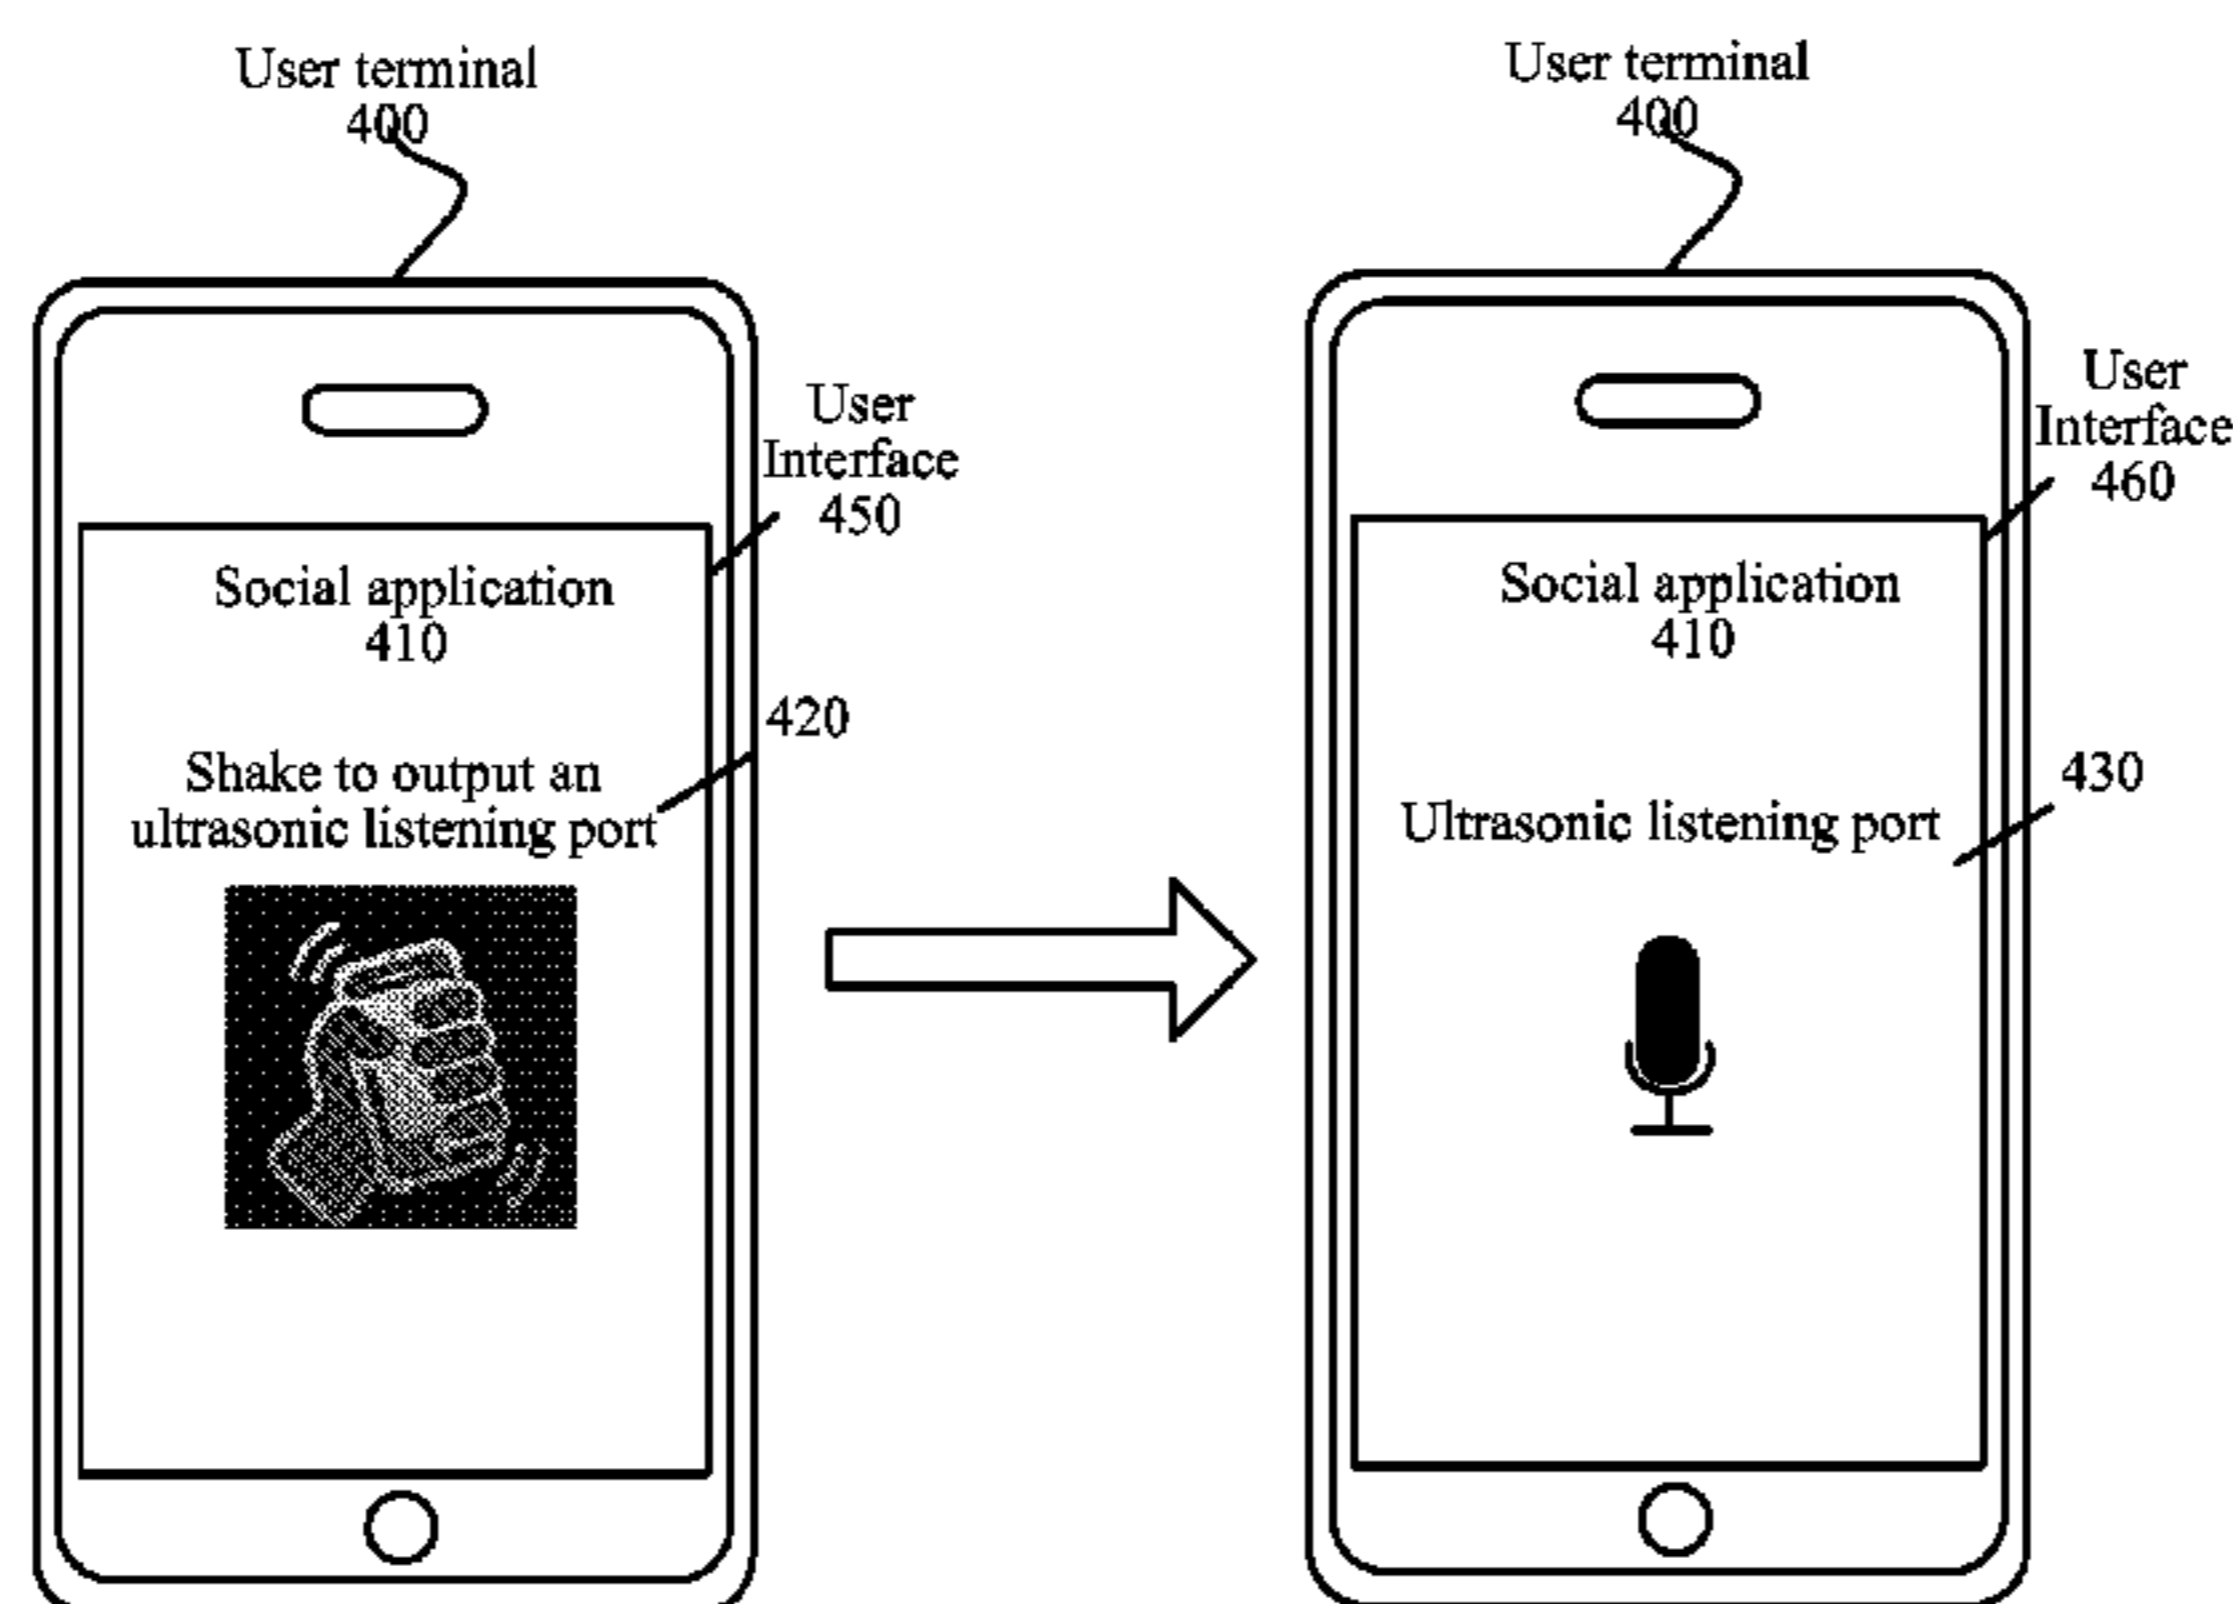 User terminal
400
User
Interface
450
Social application
410
420
Shake to output an
ultrasonic listening port
User terminal
400
User
Interface
460
Social application
410
430
Ultrasonic listening port